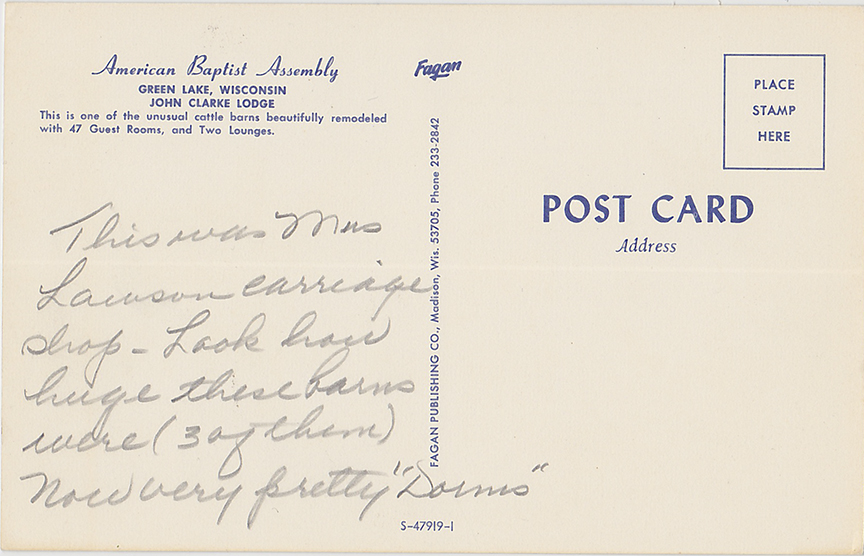 American Baptist Assembly
GREEN LAKE, WISCONSIN
JOHN CLARKE LODGE
This is one of the unusual cattle barns beautifully remodeled
with 47 Guest Rooms, and Two Lounges.
This was Mrs
Lawson carriage
shop - Look how
huge these barns
were (3 of them)
Now very pretty "Dorms"
Fagan
FAGAN PUBLISHING CO., Madison, Wis. 53705, Phone 233-2842
S-47919-1
PLACE
STAMP
HERE
POST CARD
Address